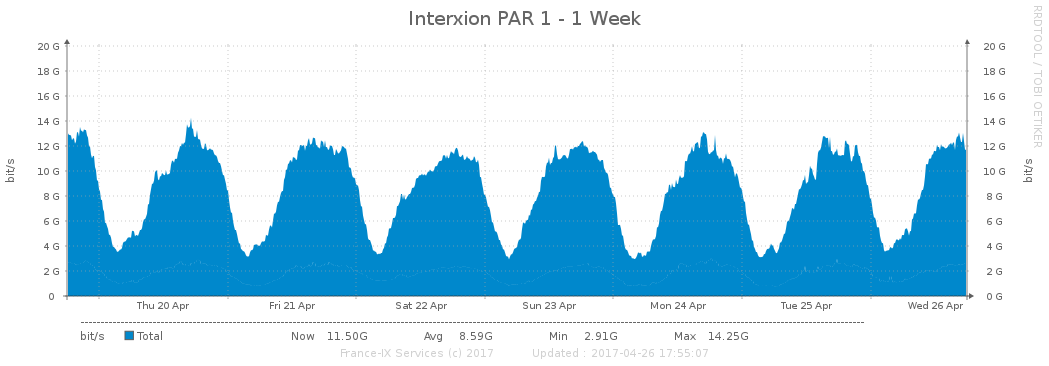 Interxion PAR 1 - 1 Week
RRDTOOL / TOBI OETIKER
bit/s
20 G 20 G
18 G 18 G
16 G 16 G
14 G 14 G
12 G 12 G
10 G 10 G
8 G 8 G
6 G 6 G
4 G 4 G
2 G 2 G
0 0 G
bit/s
Thu 20 Apr Fri 21 Apr Sat 22 Apr Sun 23 Apr Mon 24 Apr Tue 25 Apr Wed 26 Apr
bit/s Total Now 11.50G Avg 8.59G Min 2.91G Max 14.25G
France-IX Services (c) 2017 Updated : 2017-04-26 17:55:07